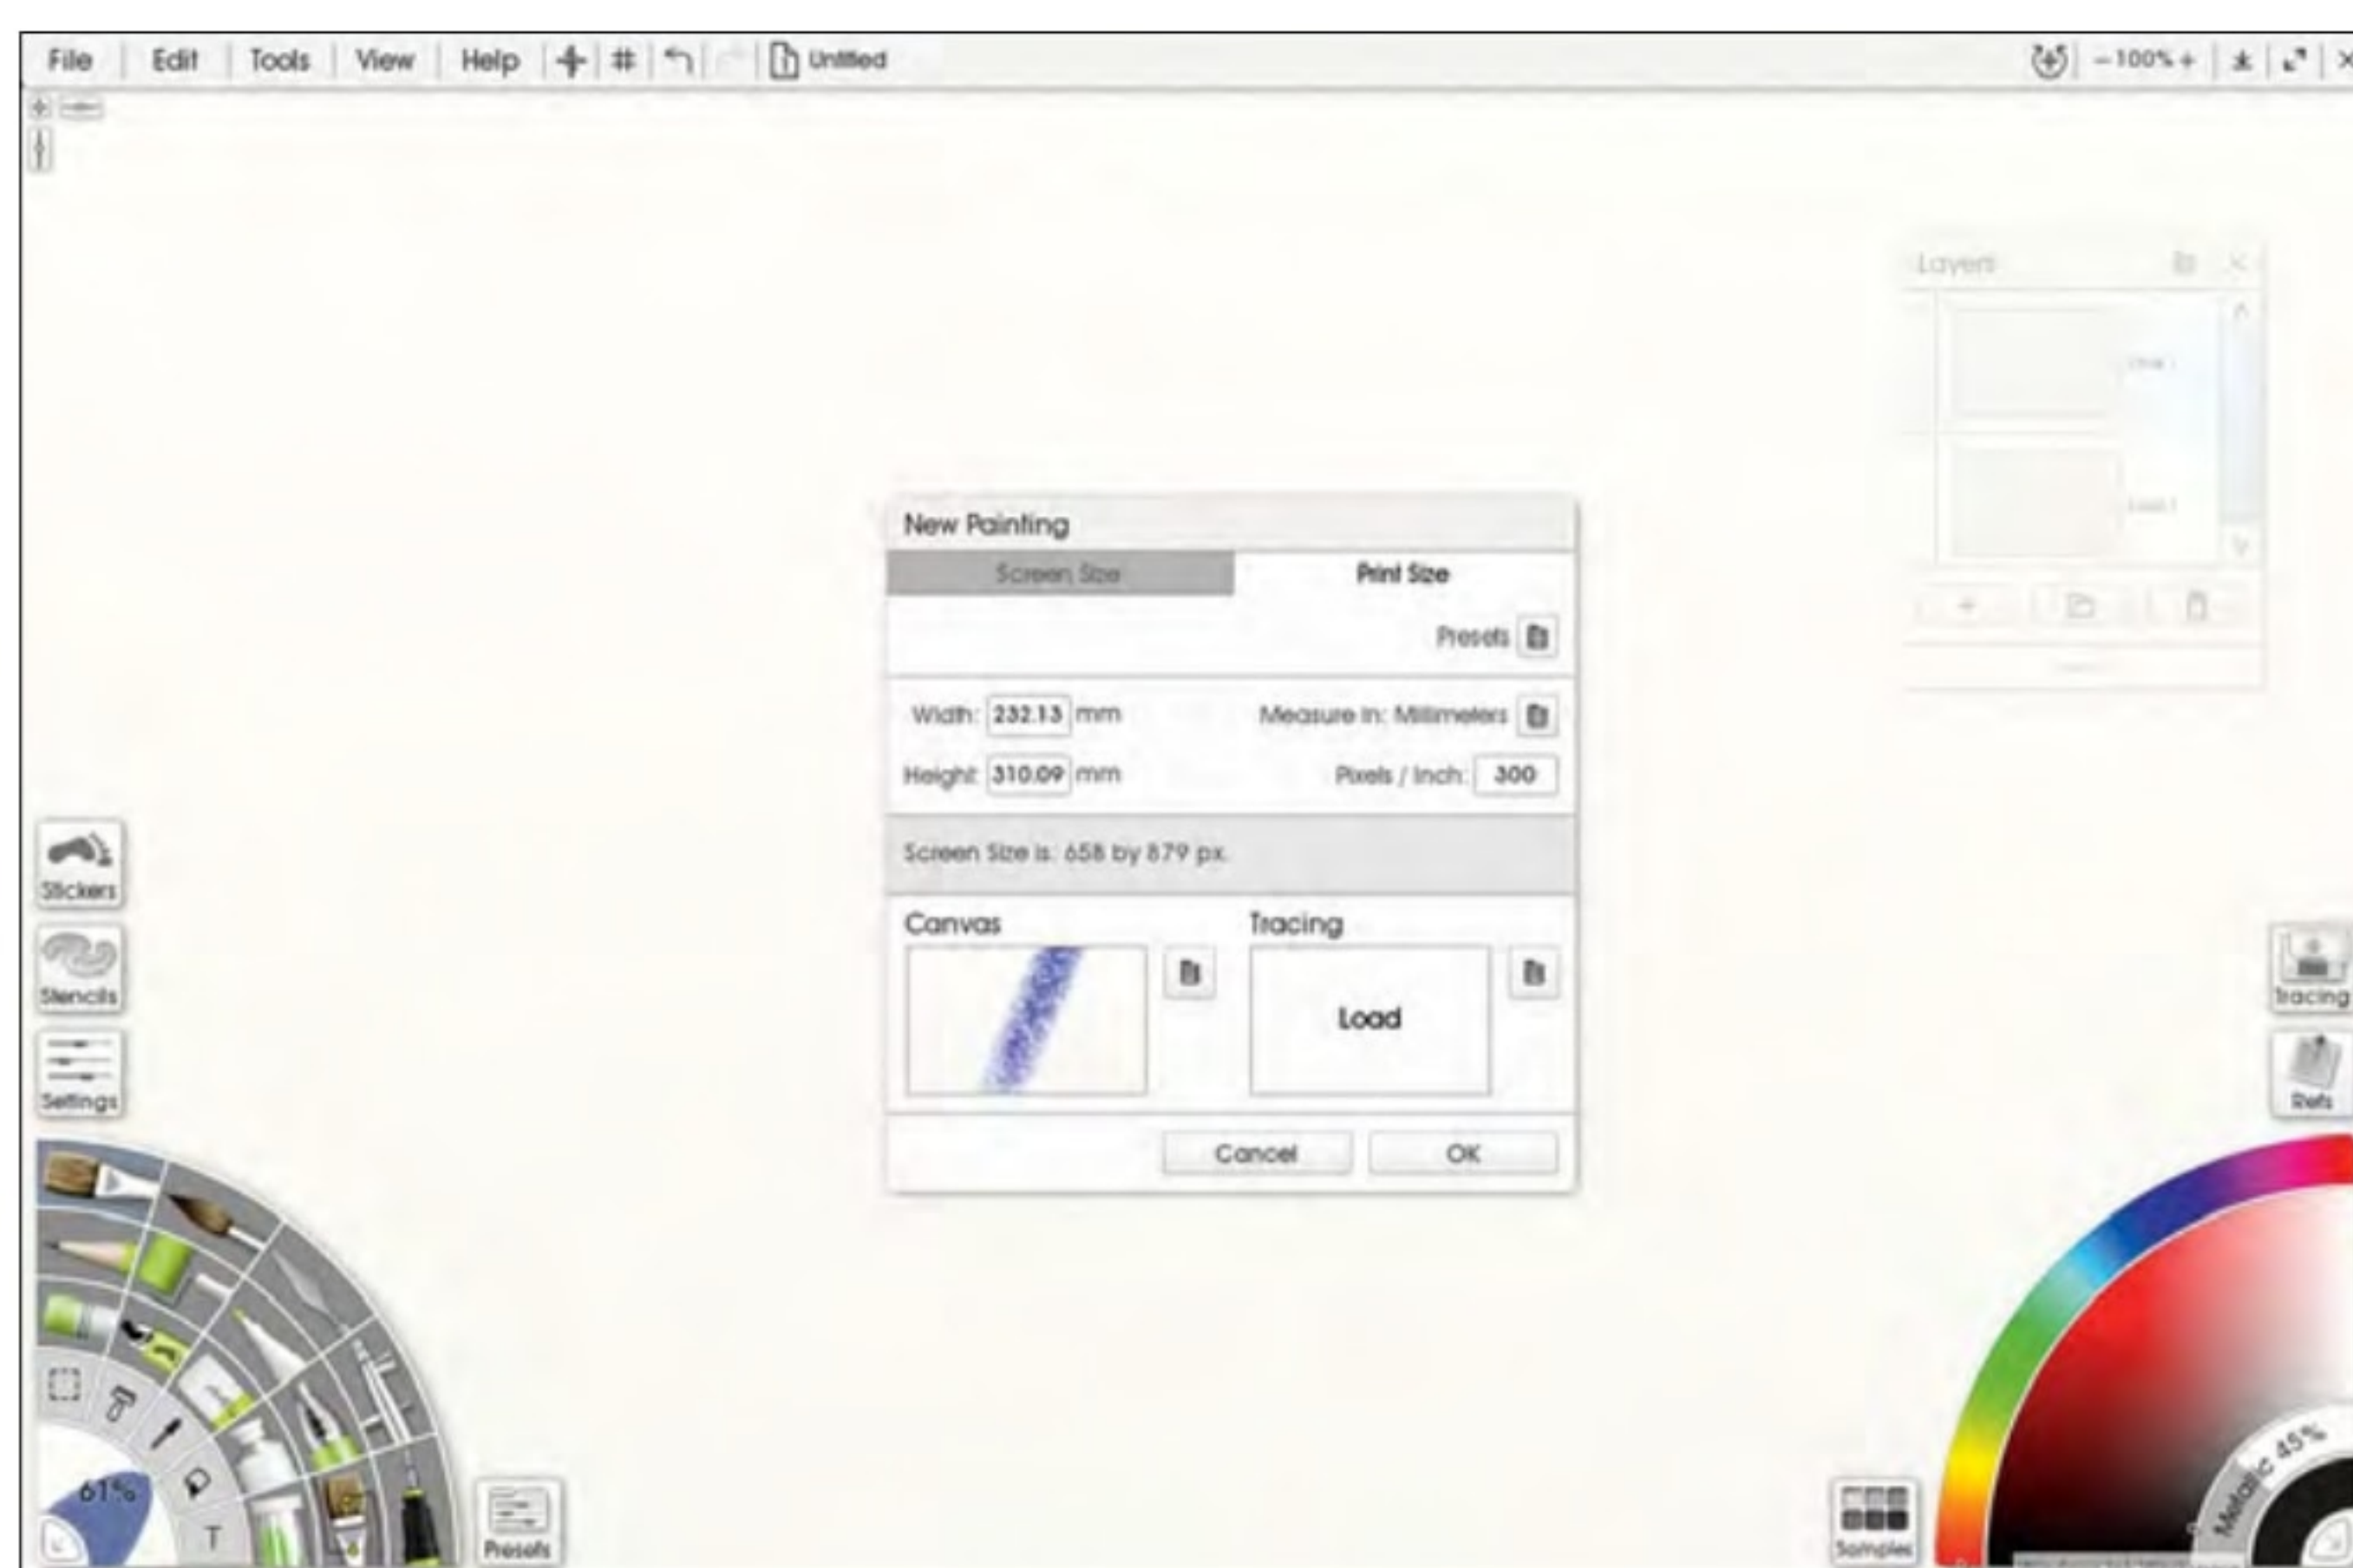 File Edit Tools View Help Untitled -100%+
Layers
New Painting
Screen Size Print Size
Presets
Width: 232.13 mm Measure In: Millimeters
Height: 310.09 mm Pixels / Inch: 300
Screen Size is: 658 by 879 px.
Canvas Tracing
Load
Cancel OK
Stickers
Stencils
Settings
Tracing
Refs
61%
T
Presets
Samples
Metallic 45%